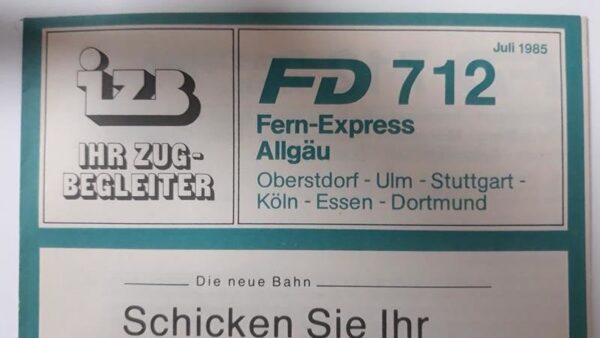 izb
IHR ZUG-
BEGLEITER
Juli 1985
FD 712
Fern-Express
Allgäu
Oberstdorf - Ulm - Stuttgart -
Köln - Essen - Dortmund
Die neue Bahn
Schicken Sie Ihr